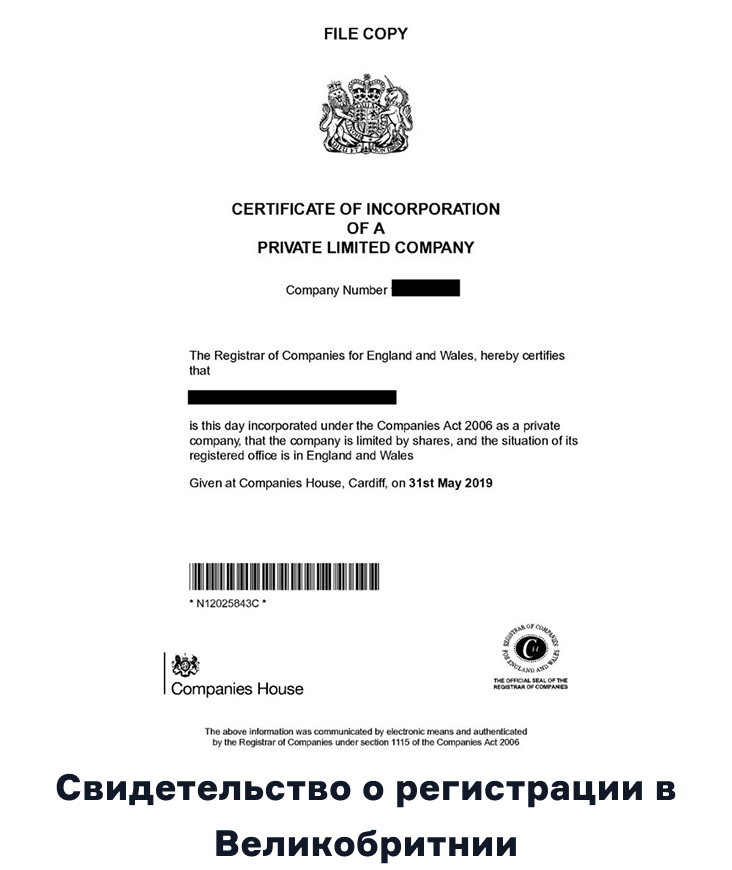 FILE COPY
CERTIFICATE OF INCORPORATION
OF A
PRIVATE LIMITED COMPANY
Company Number
The Registrar of Companies for England and Wales, hereby certifies
that
is this day incorporated under the Companies Act 2006 as a private
company, that the company is limited by shares, and the situation of its
registered office is in England and Wales
Given at Companies House, Cardiff, on 31st May 2019
* N12025843C *
Companies House
REGISTRAR OF COMPANIES
FOR ENGLAND AND WALES
C H
THE OFFICIAL SEAL OF THE
REGISTRAR OF COMPANIES
The above information was communicated by electronic means and authenticated
by the Registrar of Companies under section 1115 of the Companies Act 2006
Свидетельство о регистрации в
Великобритнии